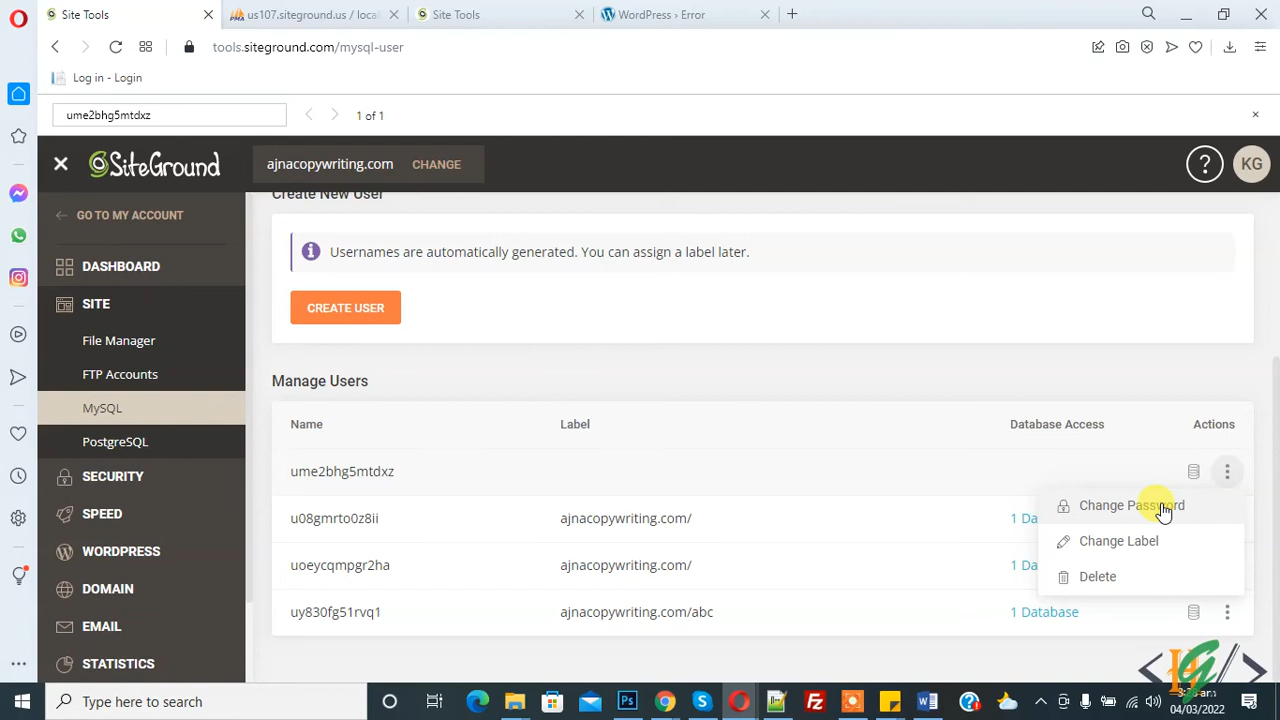 Site Tools
us107.siteground.us / local
Site Tools
WordPress › Error
tools.siteground.com/mysql-user
Log in - Login
ume2bhg5mtdxz
1 of 1
SiteGround
ajnacopywriting.com CHANGE
? KG
GO TO MY ACCOUNT
DASHBOARD
SITE
File Manager
FTP Accounts
MySQL
PostgreSQL
SECURITY
SPEED
WORDPRESS
DOMAIN
EMAIL
STATISTICS
Create New User
Usernames are automatically generated. You can assign a label later.
CREATE USER
Manage Users
Name Label Database Access Actions
ume2bhg5mtdxz
u08gmrto0z8ii ajnacopywriting.com/ 1 Da
uoeycqmpgr2ha ajnacopywriting.com/ 1 Da
uy830fg51rvq1 ajnacopywriting.com/abc 1 Database
Change Password
Change Label
Delete
Type here to search
04/03/2022